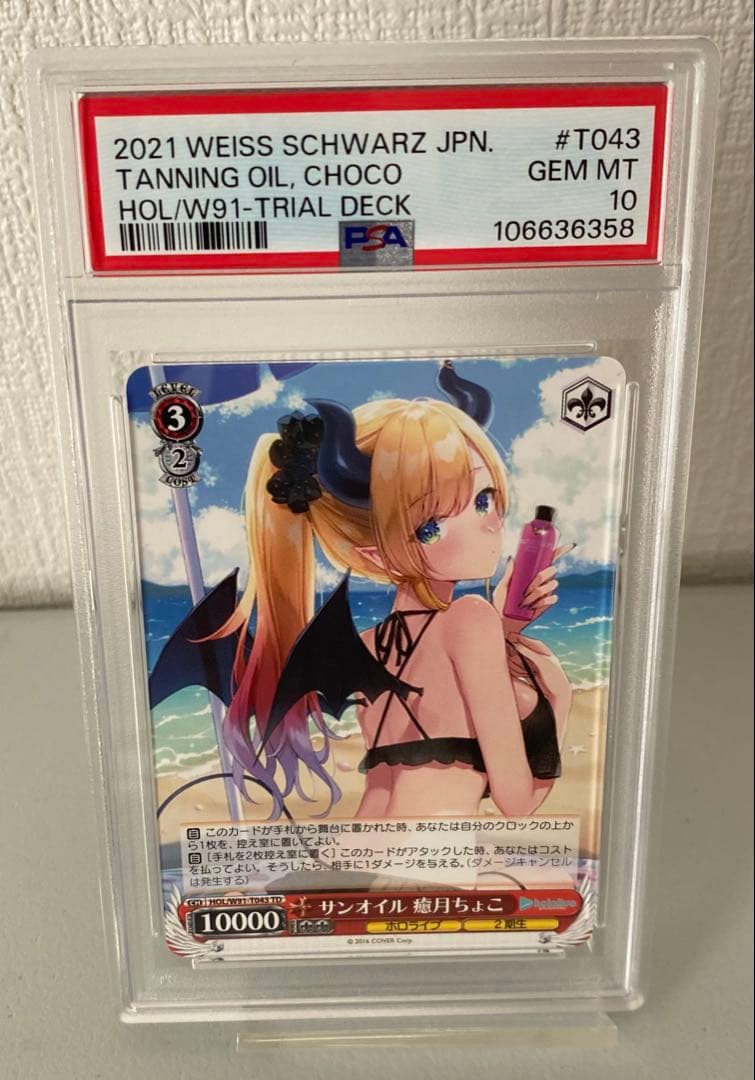 2021 WEISS SCHWARZ JPN. #T043
TANNING OIL, CHOCO GEM MT
HOL/W91-TRIAL DECK 10
PSA 106636358
LEVEL
3
2
COST
このカードが手札から舞台に置かれた時、あなたは自分のクロックの上か
ら1枚を、控え室に置いてよい。
［手札を2枚控え室に置く］このカードがアタックした時、あなたはコスト
を払ってよい。そうしたら、相手に1ダメージを与える。（ダメージキャンセル
は発生する）
CH HOL/W91-T043 TD
10000 サンオイル 癒月ちょこ hololive
ホロライブ 2期生
© 2016 COVER Corp.